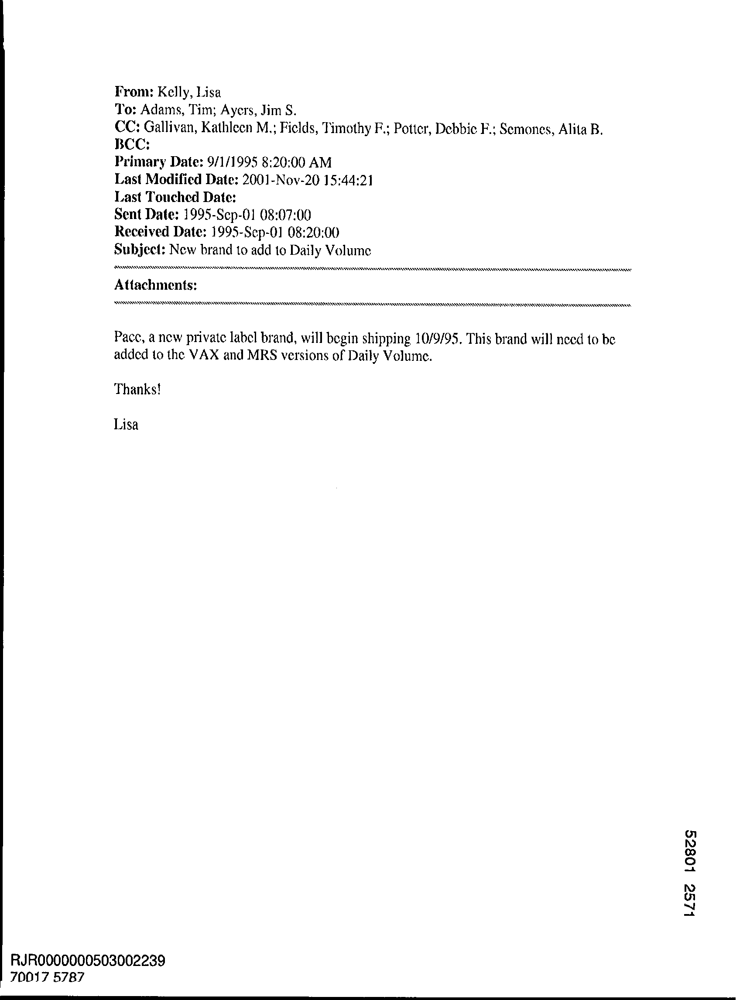 From: Kelly, Lisa
To: Adams, Tim; Ayers, Jim S.
CC: Gallivan, Kathleen M.; Fields, Timothy F.; Potter, Debbie F.; Semones, Alita B.
BCC:
Primary Date: 9/1/1995 8:20:00 AM
Last Modified Date: 2001-Nov-20 15:44:21
Last Touched Date:
Sent Date: 1995-Sep-01 08:07:00
Received Date: 1995-Sep-01 08:20:00
Subject: New brand to add to Daily Volume
Attachments:
Pace, a new private label brand, will begin shipping 10/9/95. This brand will need to be
added to the VAX and MRS versions of Daily Volume.
Thanks!
Lisa
52801 2571
RJR0000000503002239
70017 5787